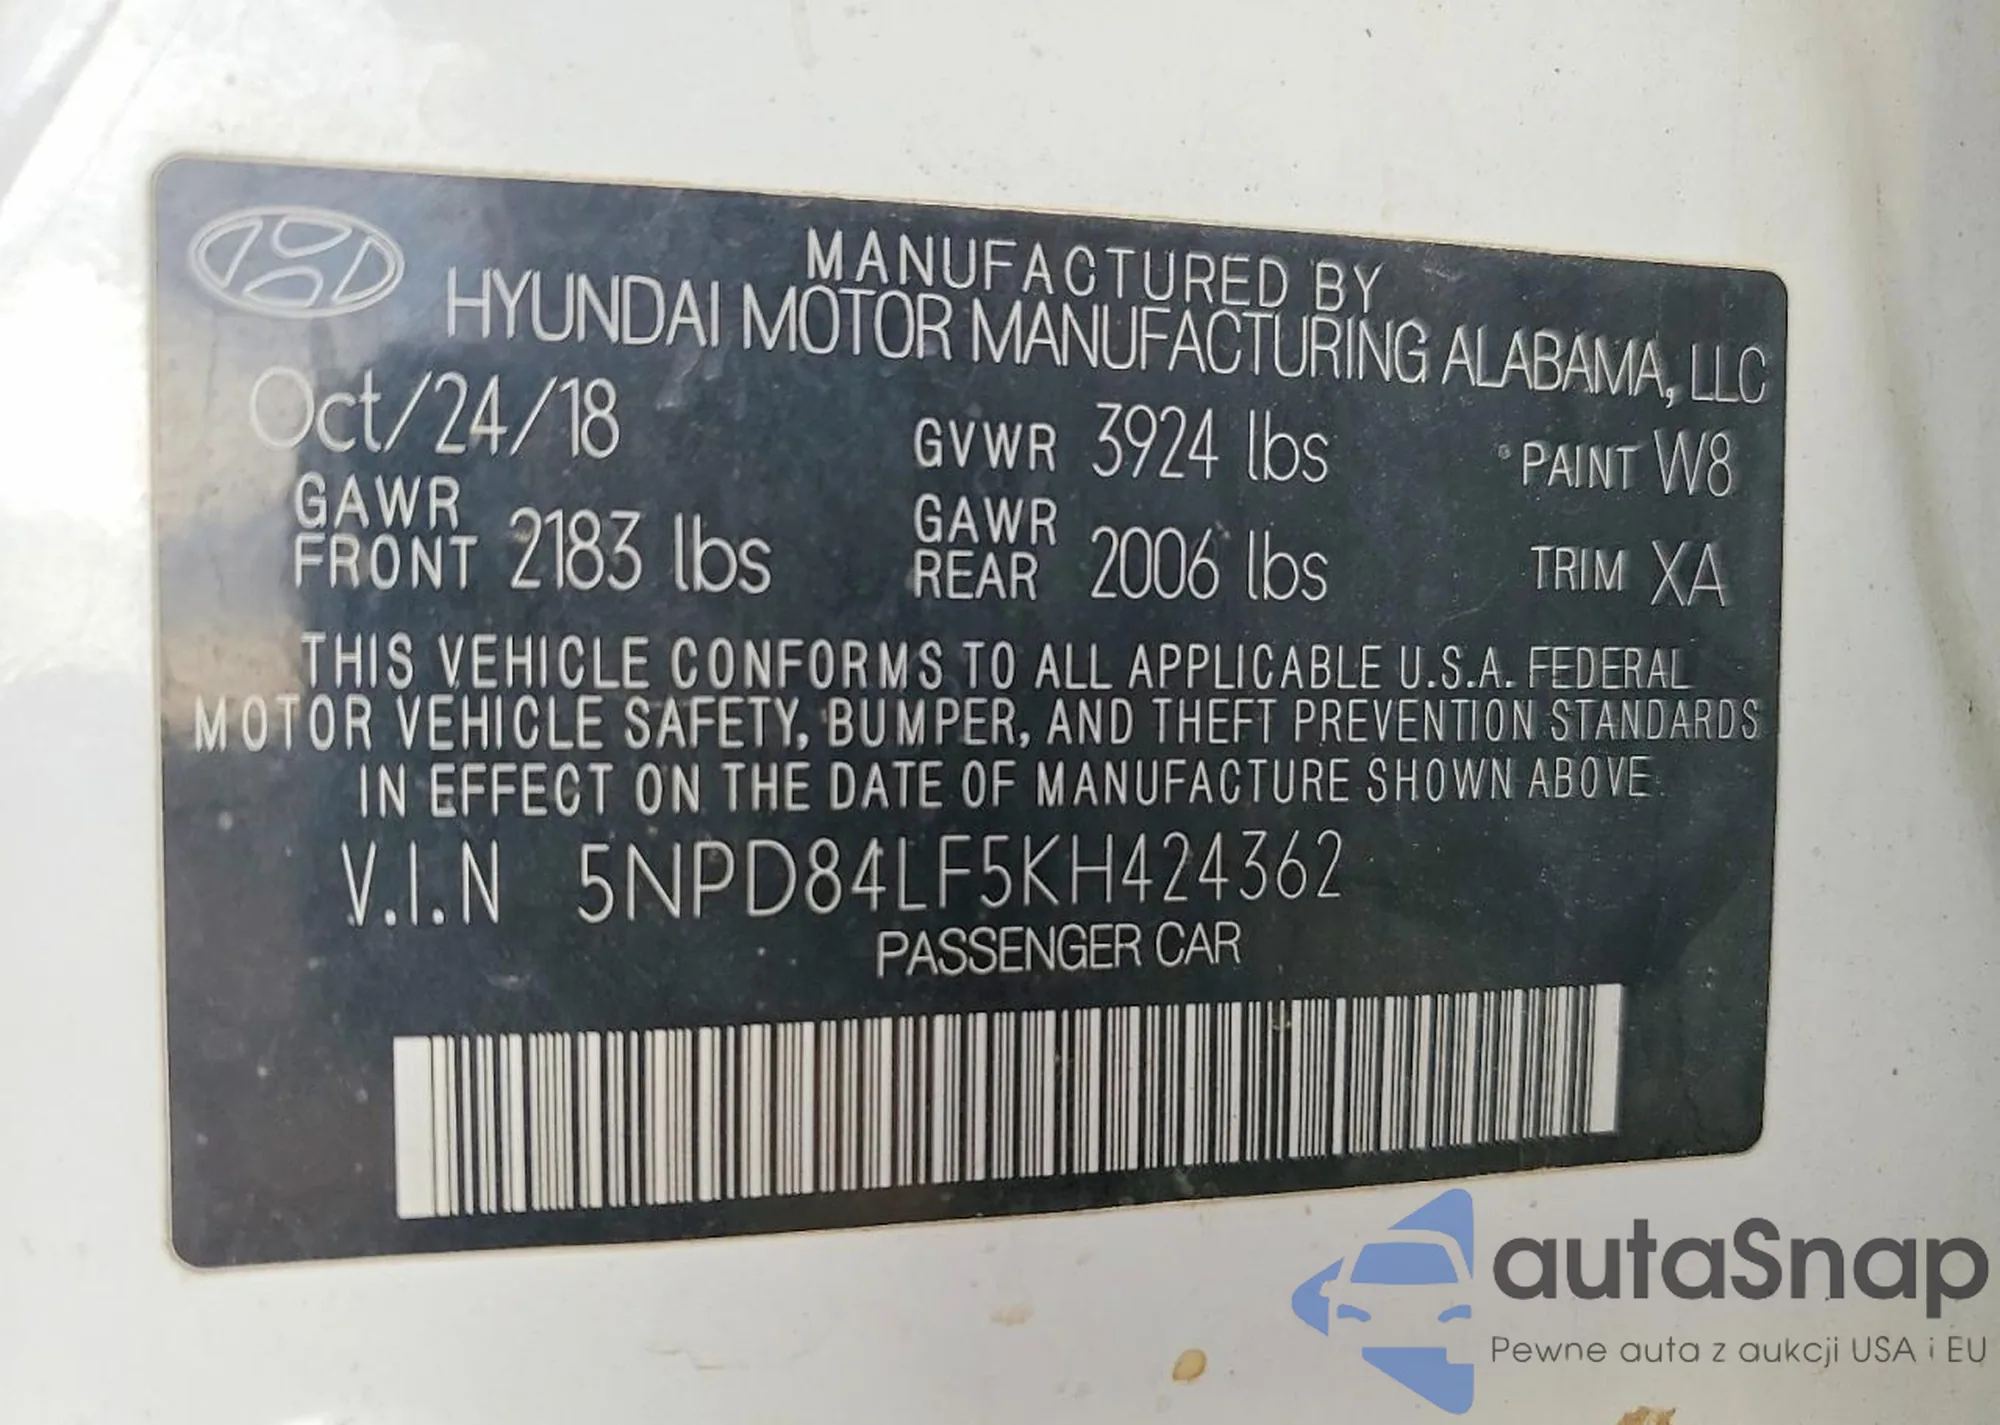 MANUFACTURED BY
HYUNDAI MOTOR MANUFACTURING ALABAMA, LLC
Oct/24/18 GVWR 3924 lbs PAINT W8
GAWR FRONT 2183 lbs GAWR REAR 2006 lbs TRIM XA
THIS VEHICLE CONFORMS TO ALL APPLICABLE U.S.A. FEDERAL
MOTOR VEHICLE SAFETY, BUMPER, AND THEFT PREVENTION STANDARDS
IN EFFECT ON THE DATE OF MANUFACTURE SHOWN ABOVE.
V.I.N 5NPD84LF5KH424362
PASSENGER CAR
autaSnap
Pewne auta z aukcji USA i EU